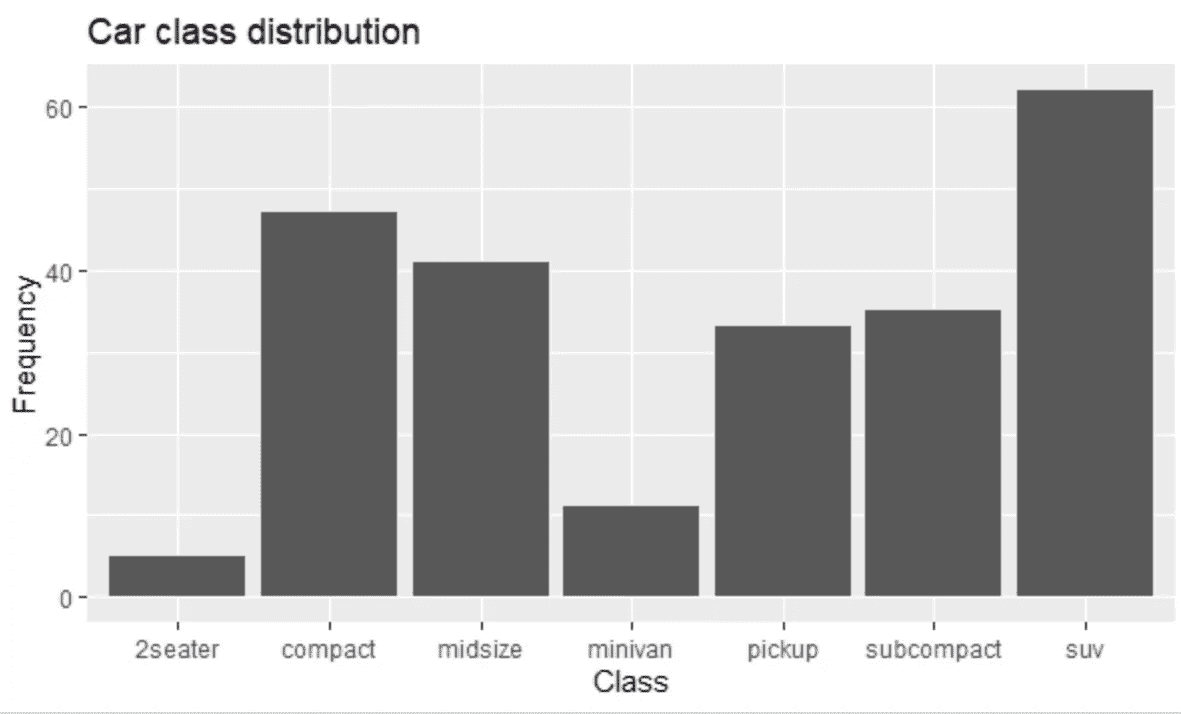 Car class distribution
60
40
20
0
Frequency
2seater compact midsize minivan pickup subcompact suv
Class